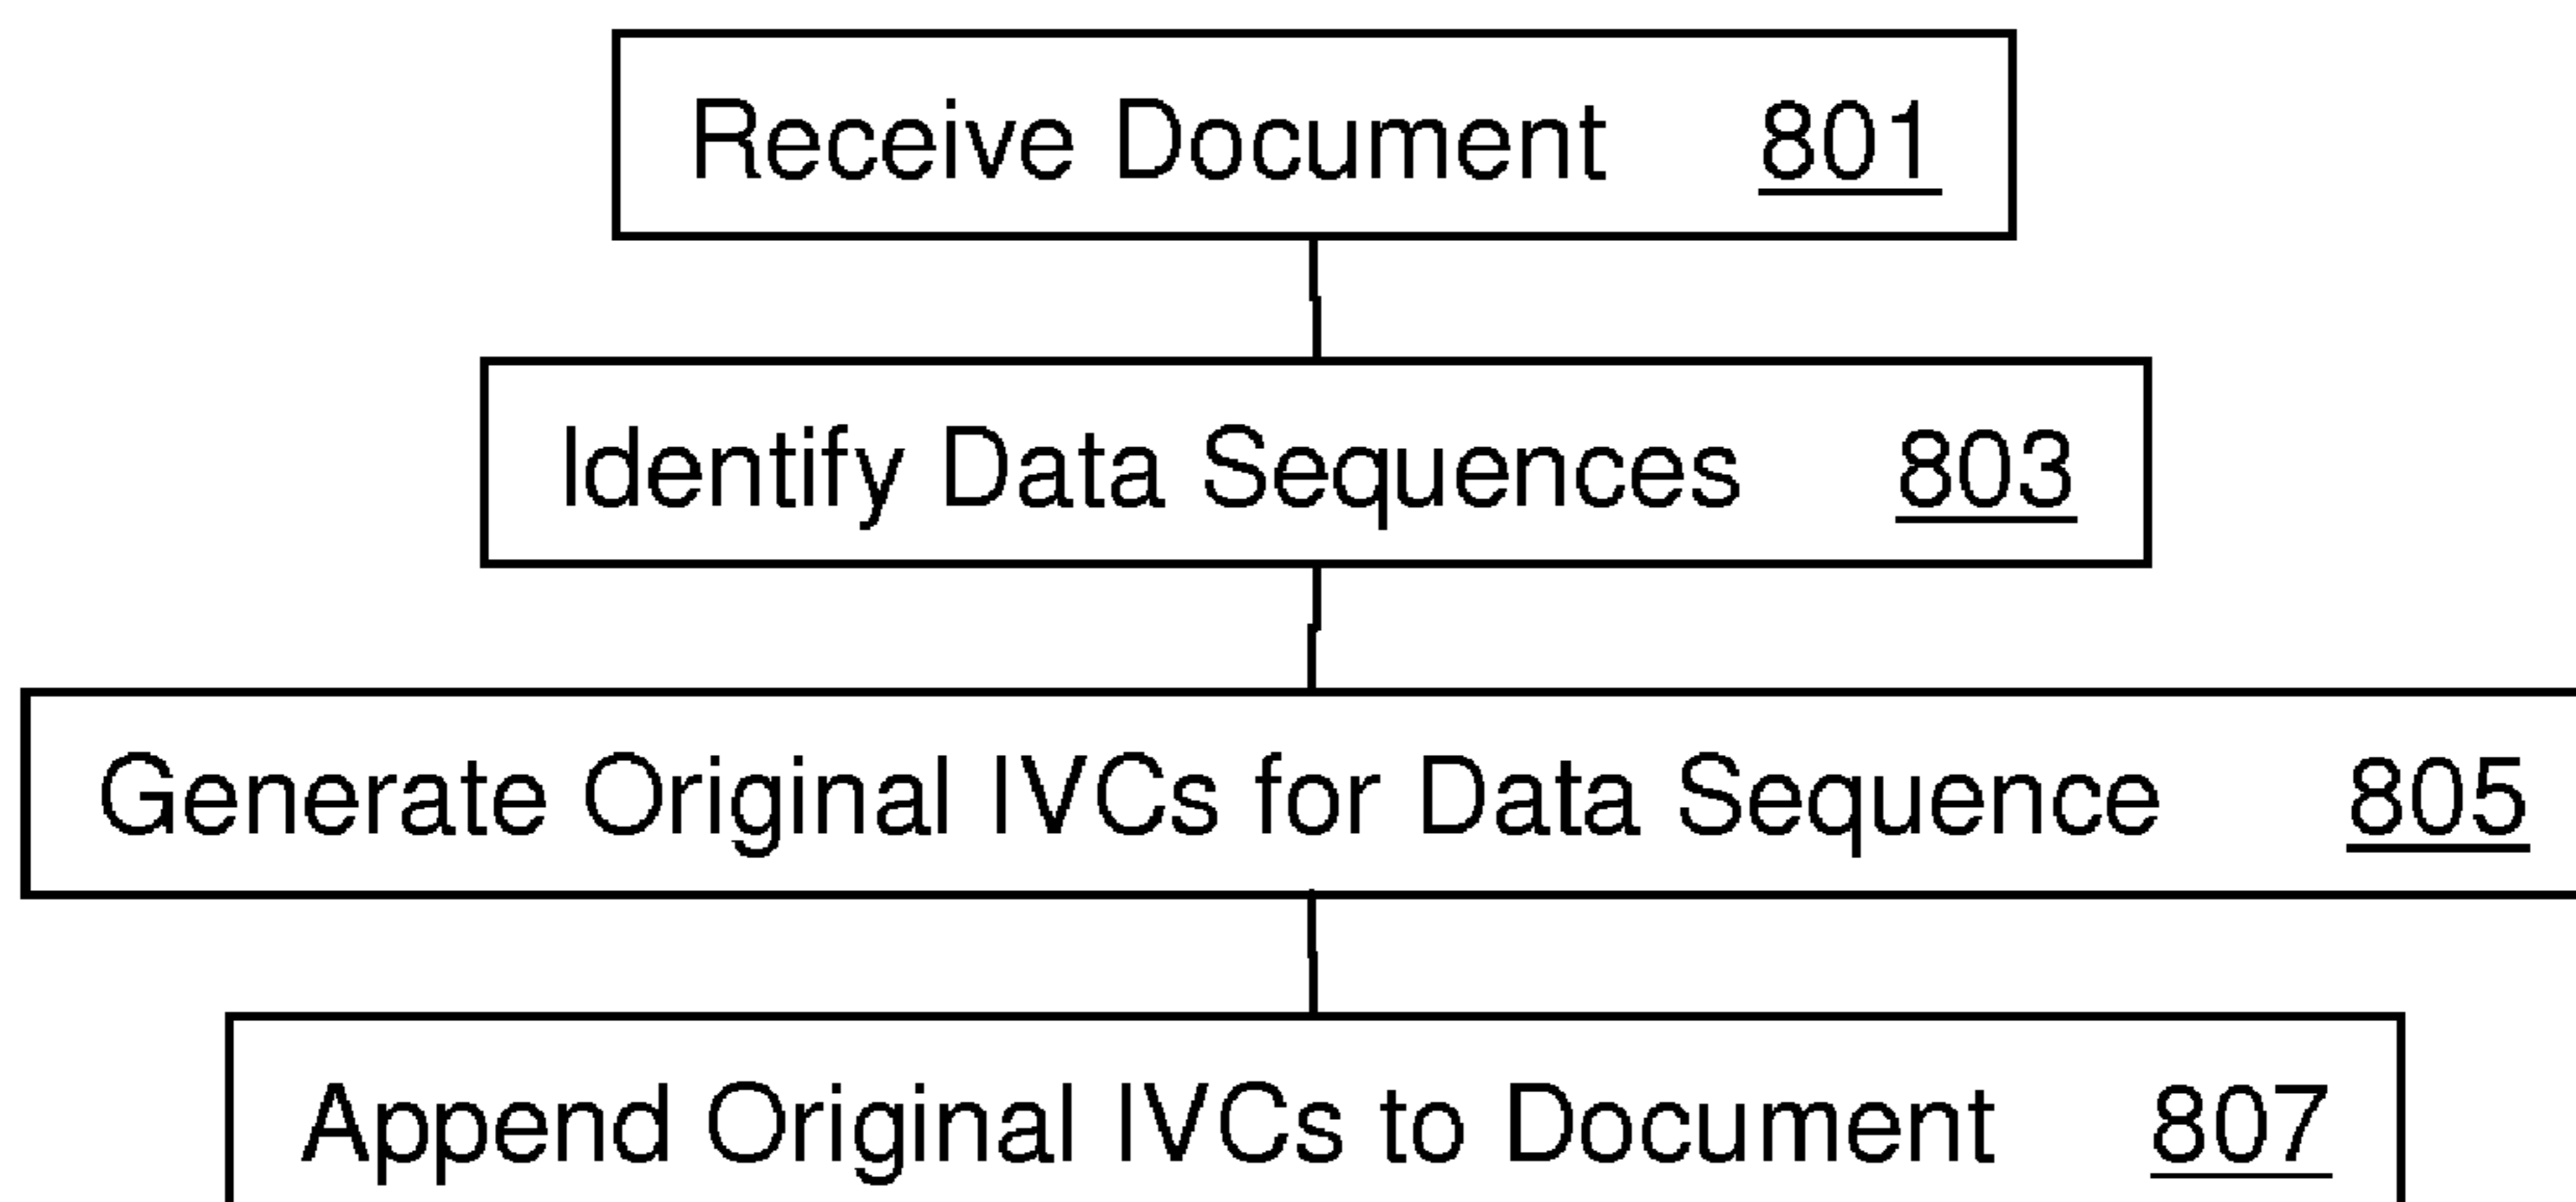 Receive Document 801
Identify Data Sequences 803
Generate Original IVCs for Data Sequence 805
Append Original IVCs to Document 807